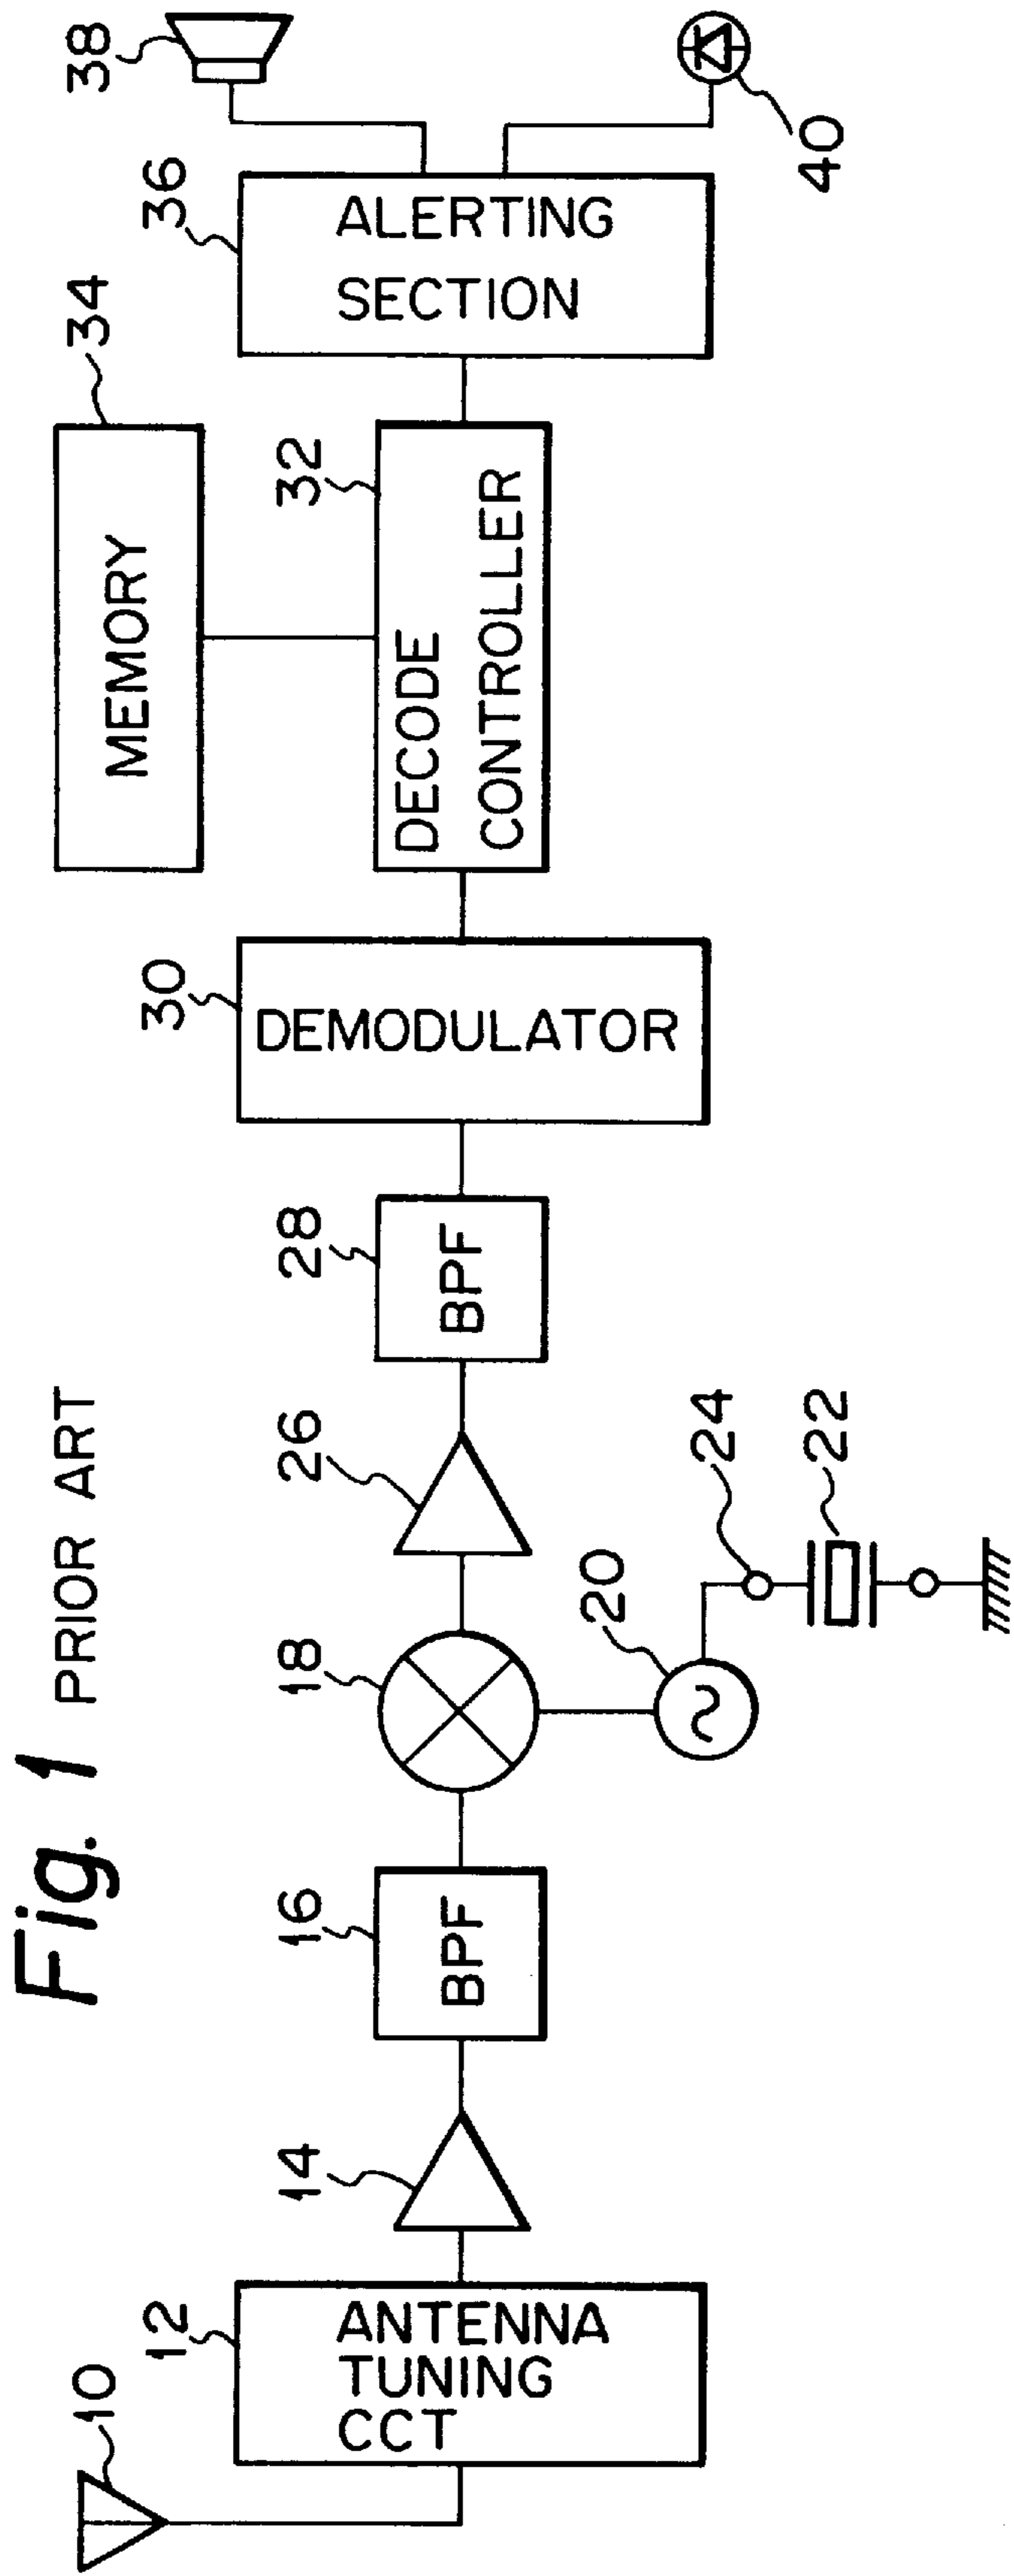 Fig. 1 PRIOR ART
10
12
ANTENNA
TUNING
CCT
14
16
BPF
18
20
24
22
26
28
BPF
30
DEMODULATOR
32
DECODE
CONTROLLER
34
MEMORY
36
ALERTING
SECTION
38
40